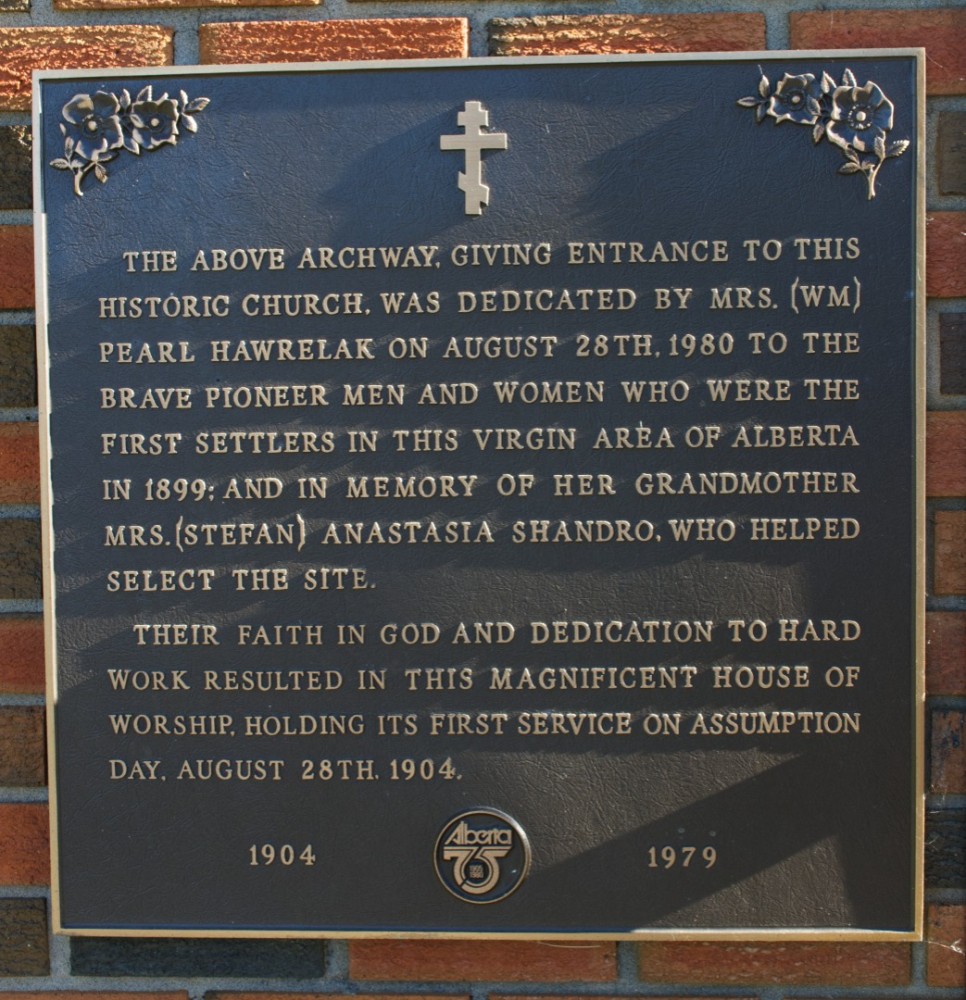 THE ABOVE ARCHWAY, GIVING ENTRANCE TO THIS
HISTORIC CHURCH, WAS DEDICATED BY MRS. (WM)
PEARL HAWRELAK ON AUGUST 28TH, 1980 TO THE
BRAVE PIONEER MEN AND WOMEN WHO WERE THE
FIRST SETTLERS IN THIS VIRGIN AREA OF ALBERTA
IN 1899; AND IN MEMORY OF HER GRANDMOTHER
MRS. (STEFAN) ANASTASIA SHANDRO, WHO HELPED
SELECT THE SITE.
THEIR FAITH IN GOD AND DEDICATION TO HARD
WORK RESULTED IN THIS MAGNIFICENT HOUSE OF
WORSHIP, HOLDING ITS FIRST SERVICE ON ASSUMPTION
DAY, AUGUST 28TH, 1904.
1904
Alberta
75
1979